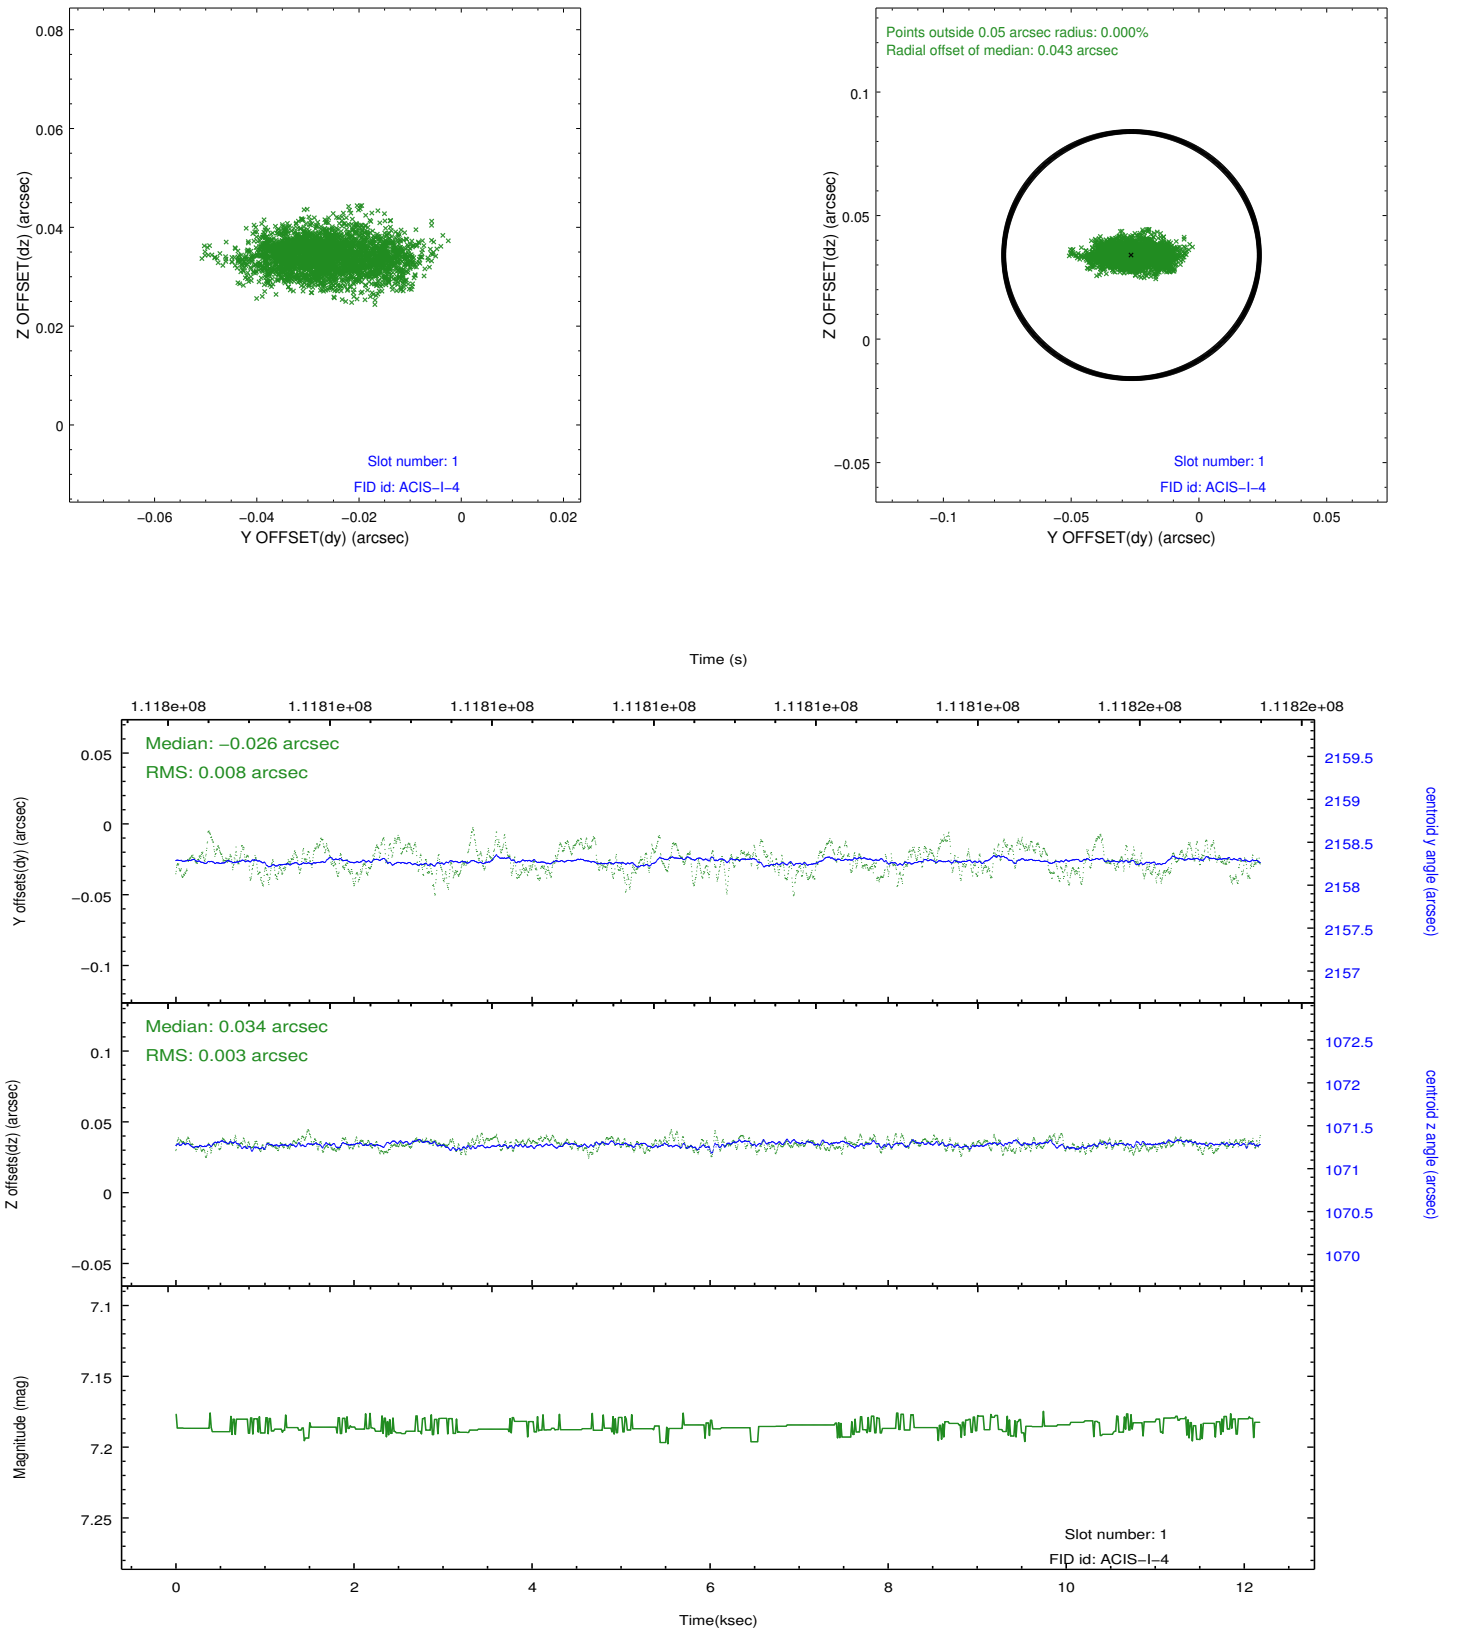 0.08
0.06
0.04
0.02
0
Z OFFSET(dz) (arcsec)
Slot number: 1
FID id: ACIS−I−4
−0.06 −0.04 −0.02 0 0.02
Y OFFSET(dy) (arcsec)
Points outside 0.05 arcsec radius: 0.000%
Radial offset of median: 0.043 arcsec
0.1
0.05
0
−0.05
Z OFFSET(dz) (arcsec)
Slot number: 1
FID id: ACIS−I−4
−0.1 −0.05 0 0.05
Y OFFSET(dy) (arcsec)
Time (s)
1.118e+08 1.1181e+08 1.1181e+08 1.1181e+08 1.1181e+08 1.1181e+08 1.1182e+08 1.1182e+08
Median: −0.026 arcsec
RMS: 0.008 arcsec
0.05
0
−0.05
−0.1
Y offsets(dy) (arcsec)
2159.5
2159
2158.5
2158
2157.5
2157
centroid y angle (arcsec)
Median: 0.034 arcsec
RMS: 0.003 arcsec
0.1
0.05
0
−0.05
Z offsets(dz) (arcsec)
1072.5
1072
1071.5
1071
1070.5
1070
centroid z angle (arcsec)
7.1
7.15
7.2
7.25
Magnitude (mag)
Slot number: 1
FID id: ACIS−I−4
0 2 4 6 8 10 12
Time(ksec)